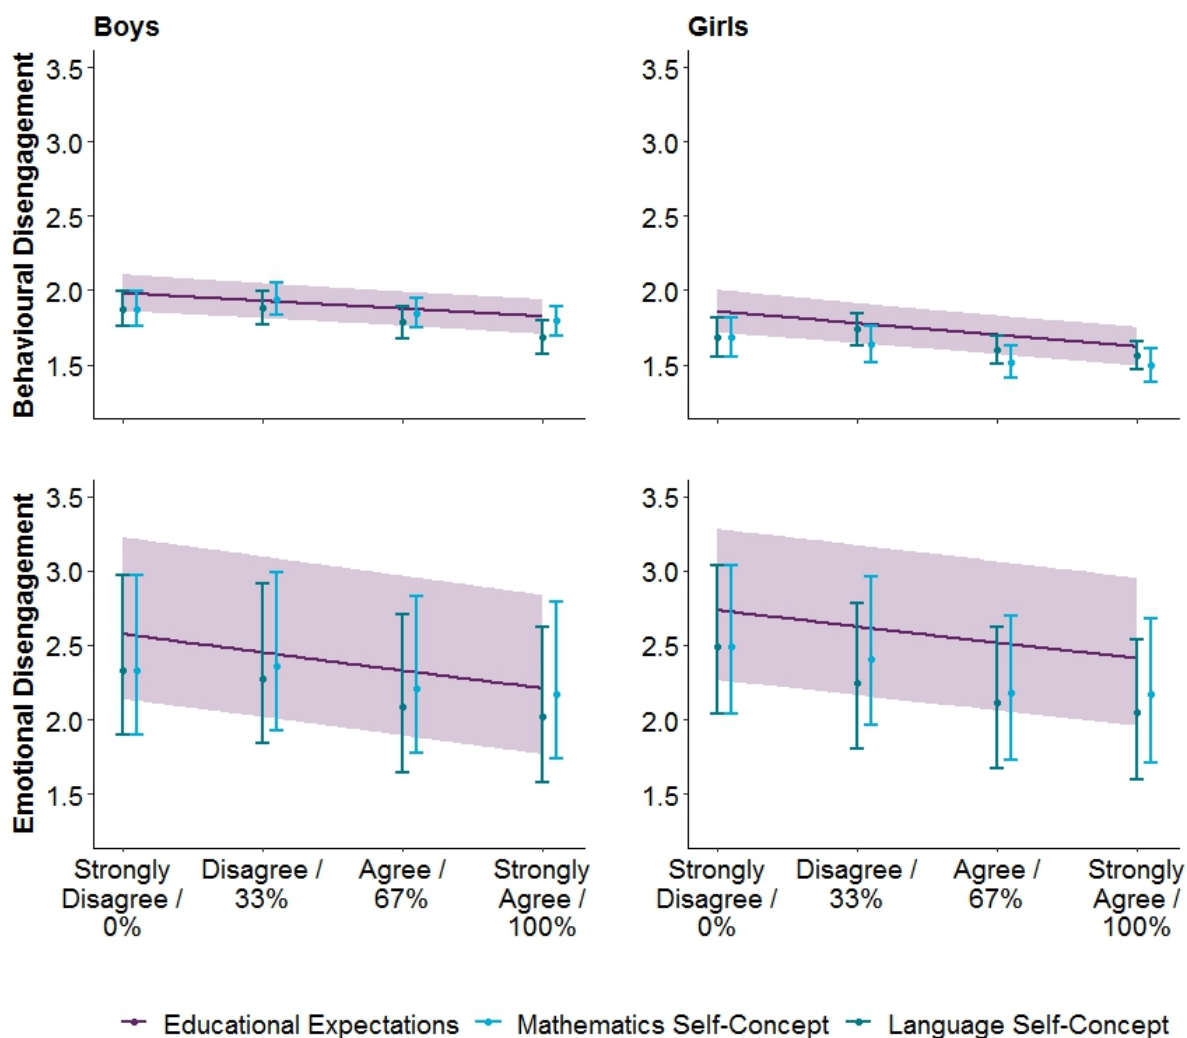 Boys
Girls
Behavioural Disengagement
3.5
3.0
2.5
2.0
1.5
3.5
3.0
2.5
2.0
1.5
Emotional Disengagement
3.5
3.0
2.5
2.0
1.5
3.5
3.0
2.5
2.0
1.5
Strongly
Disagree /
0%
Disagree /
33%
Agree /
67%
Strongly
Agree /
100%
Strongly
Disagree /
0%
Disagree /
33%
Agree /
67%
Strongly
Agree /
100%
Educational Expectations
Mathematics Self-Concept
Language Self-Concept